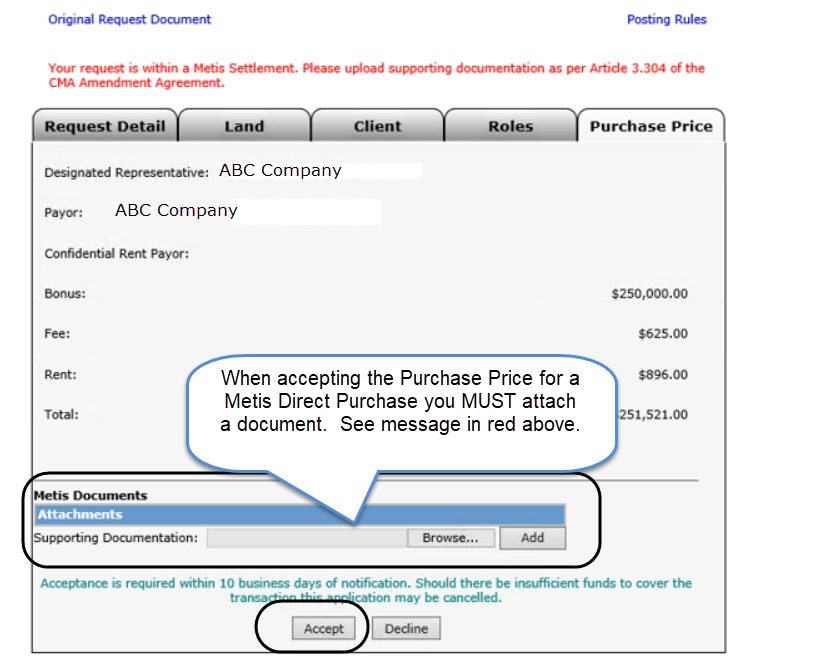 Original Request Document
Posting Rules
Your request is within a Metis Settlement. Please upload supporting documentation as per Article 3.304 of the
CMA Amendment Agreement.
Request Detail
Land
Client
Roles
Purchase Price
Designated Representative: ABC Company
Payor: ABC Company
Confidential Rent Payor:
Bonus: $250,000.00
Fee: $625.00
Rent: $896.00
Total: 251,521.00
When accepting the Purchase Price for a
Metis Direct Purchase you MUST attach
a document. See message in red above.
Metis Documents
Attachments
Supporting Documentation: Browse... Add
Acceptance is required within 10 business days of notification. Should there be insufficient funds to cover the
transaction this application may be cancelled.
Accept Decline